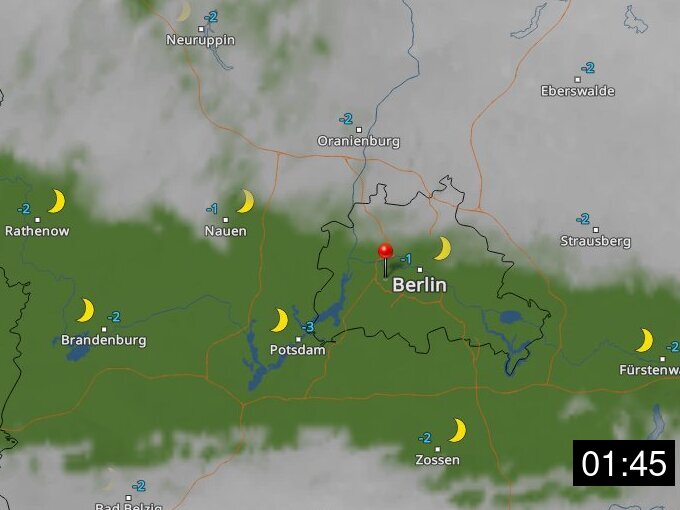 -2
Neuruppin
-2
Eberswalde
-2
Oranienburg
-2
Rathenow
-1
Nauen
-2
Strausberg
-1
Berlin
-2
Brandenburg
-3
Potsdam
-2
Fürstenwa
-2
Zossen
01:45
-2
Bad Belzig